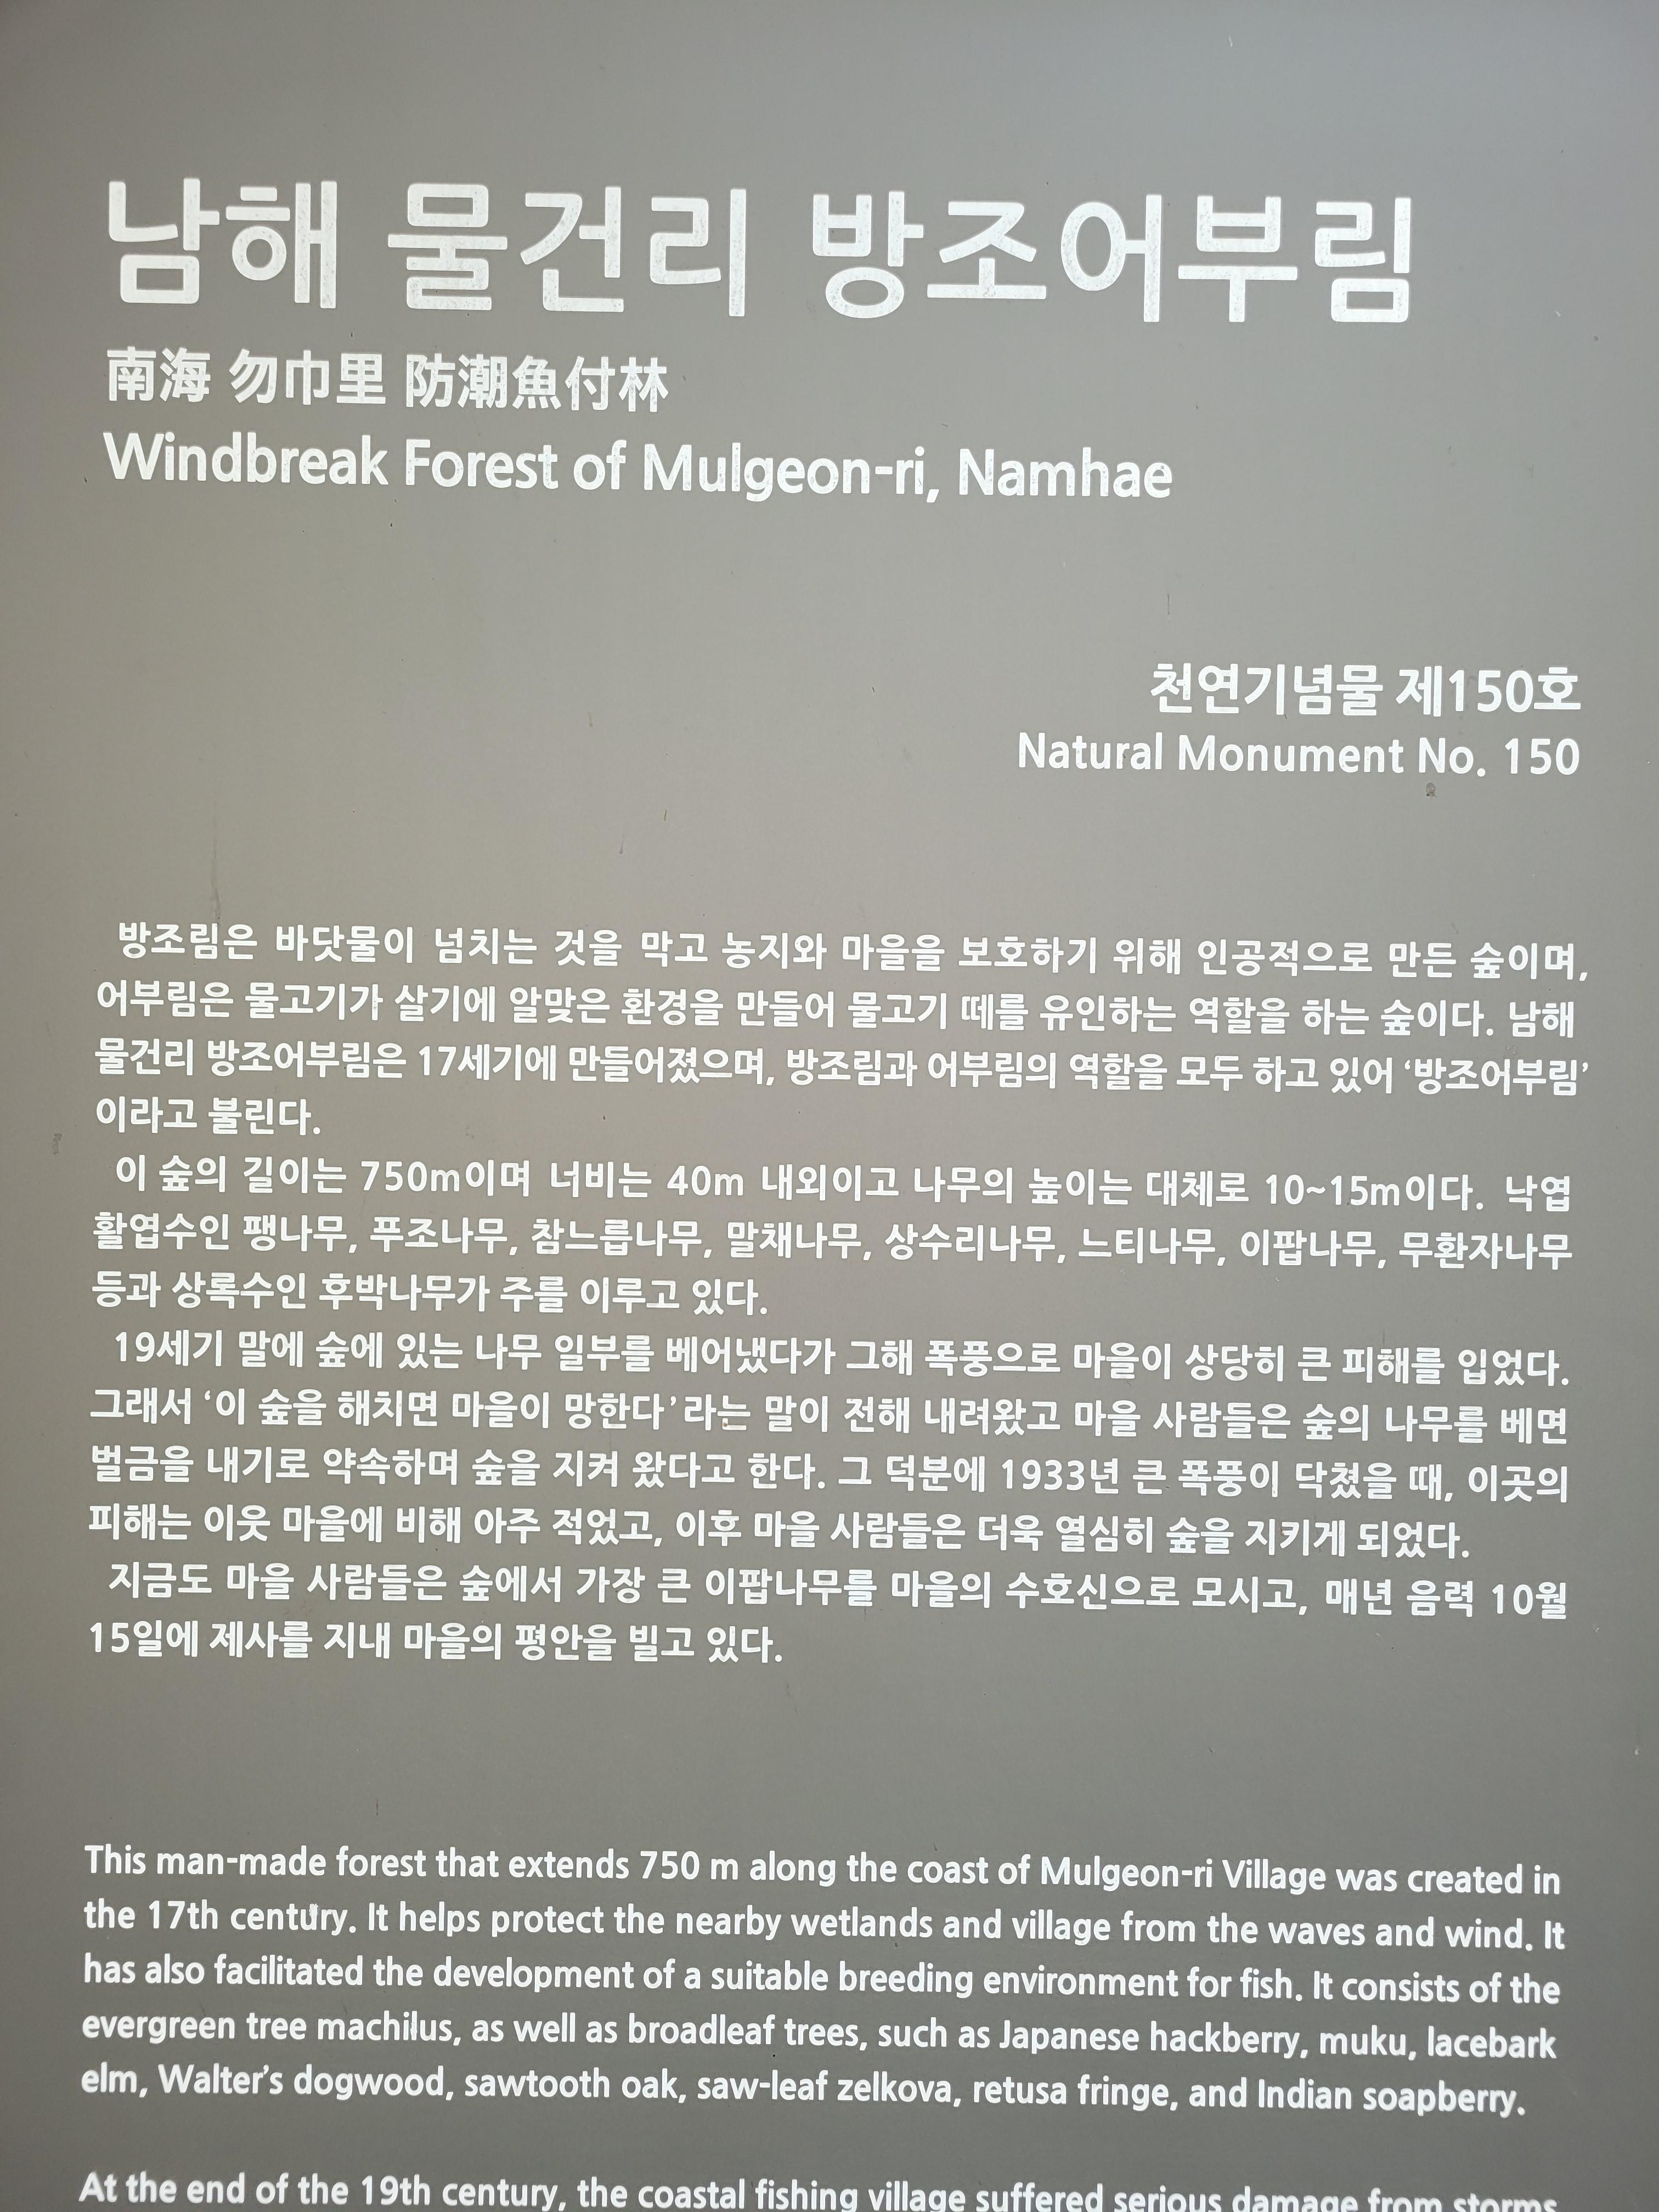 남해 물건리 방조어부림
南海 勿巾里 防潮魚付林
Windbreak Forest of Mulgeon-ri, Namhae
천연기념물 제150호
Natural Monument No. 150
방조림은 바닷물이 넘치는 것을 막고 농지와 마을을 보호하기 위해 인공적으로 만든 숲이며,
어부림은 물고기가 살기에 알맞은 환경을 만들어 물고기 떼를 유인하는 역할을 하는 숲이다. 남해
물건리 방조어부림은 17세기에 만들어졌으며, 방조림과 어부림의 역할을 모두 하고 있어 ‘방조어부림’
이라고 불린다.
이 숲의 길이는 750m이며 너비는 40m 내외이고 나무의 높이는 대체로 10~15m이다. 낙엽
활엽수인 팽나무, 푸조나무, 참느릅나무, 말채나무, 상수리나무, 느티나무, 이팝나무, 무환자나무
등과 상록수인 후박나무가 주를 이루고 있다.
19세기 말에 숲에 있는 나무 일부를 베어냈다가 그해 폭풍으로 마을이 상당히 큰 피해를 입었다.
그래서 ‘이 숲을 해치면 마을이 망한다’라는 말이 전해 내려왔고 마을 사람들은 숲의 나무를 베면
벌금을 내기로 약속하며 숲을 지켜 왔다고 한다. 그 덕분에 1933년 큰 폭풍이 닥쳤을 때, 이곳의
피해는 이웃 마을에 비해 아주 적었고, 이후 마을 사람들은 더욱 열심히 숲을 지키게 되었다.
지금도 마을 사람들은 숲에서 가장 큰 이팝나무를 마을의 수호신으로 모시고, 매년 음력 10월
15일에 제사를 지내 마을의 평안을 빌고 있다.
This man-made forest that extends 750 m along the coast of Mulgeon-ri Village was created in
the 17th century. It helps protect the nearby wetlands and village from the waves and wind. It
has also facilitated the development of a suitable breeding environment for fish. It consists of the
evergreen tree machilus, as well as broadleaf trees, such as Japanese hackberry, muku, lacebark
elm, Walter’s dogwood, sawtooth oak, saw-leaf zelkova, retusa fringe, and Indian soapberry.
At the end of the 19th century, the coastal fishing village suffered serious damage from storms